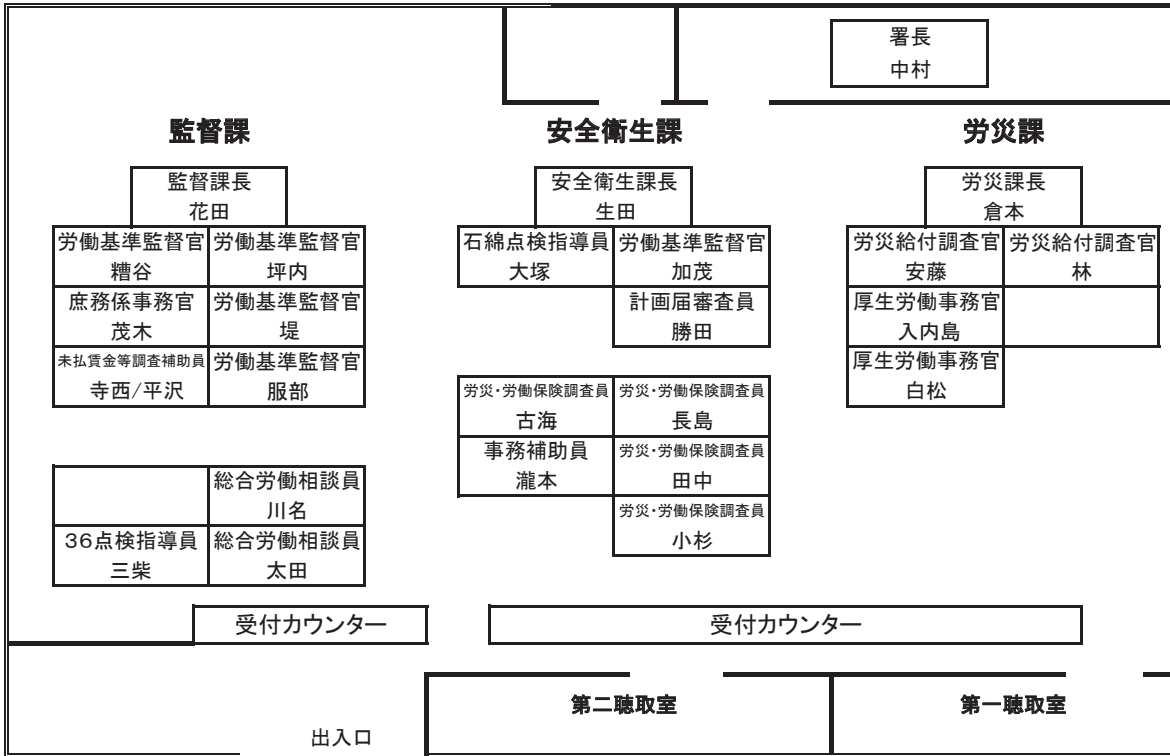 署長
中村
監督課
安全衛生課
労災課
監督課長
花田
安全衛生課長
生田
労災課長
倉本
労働基準監督官
糟谷
労働基準監督官
坪内
庶務係事務官
茂木
労働基準監督官
堤
未払賃金等調査補助員
寺西/平沢
労働基準監督官
服部
石綿点検指導員
大塚
労働基準監督官
加茂
計画届審査員
勝田
労災給付調査官
安藤
労災給付調査官
林
厚生労働事務官
入内島
厚生労働事務官
白松
労災・労働保険調査員
古海
労災・労働保険調査員
長島
事務補助員
瀧本
労災・労働保険調査員
田中
労災・労働保険調査員
小杉
総合労働相談員
川名
36点検指導員
三柴
総合労働相談員
太田
受付カウンター
受付カウンター
第二聴取室
第一聴取室
出入口